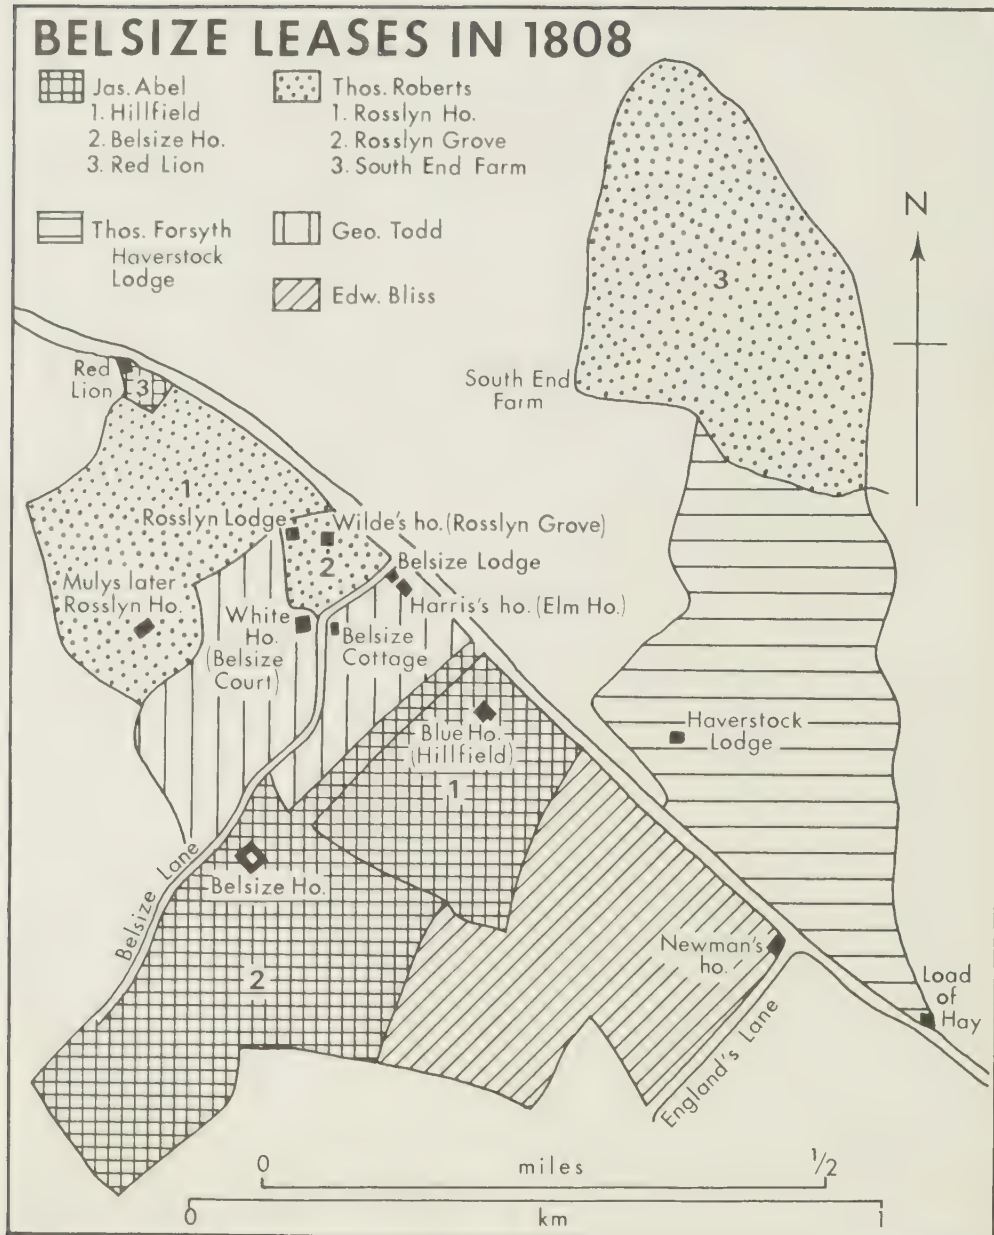 BELSIZE LEASES IN 1808
Jas. Abel
1. Hillfield
2. Belsize Ho.
3. Red Lion
Thos. Roberts
1. Rosslyn Ho.
2. Rosslyn Grove
3. South End Farm
Thos. Forsyth
Haverstock
Lodge
Geo. Todd
Edw. Bliss
N
3
Red
Lion
3
South End
Farm
1
Rosslyn Lodge
Wilde's ho. (Rosslyn Grove)
2
Belsize Lodge
Mulys later
Rosslyn Ho.
Harris's ho. (Elm Ho.)
White
Ho.
(Belsize
Court)
Belsize
Cottage
Blue Ho.
(Hillfield)
1
Haverstock
Lodge
Belsize Lane
Belsize Ho.
2
Newman's
ho.
Load
of
Hay
England's Lane
0 miles 1/2
0 km 1